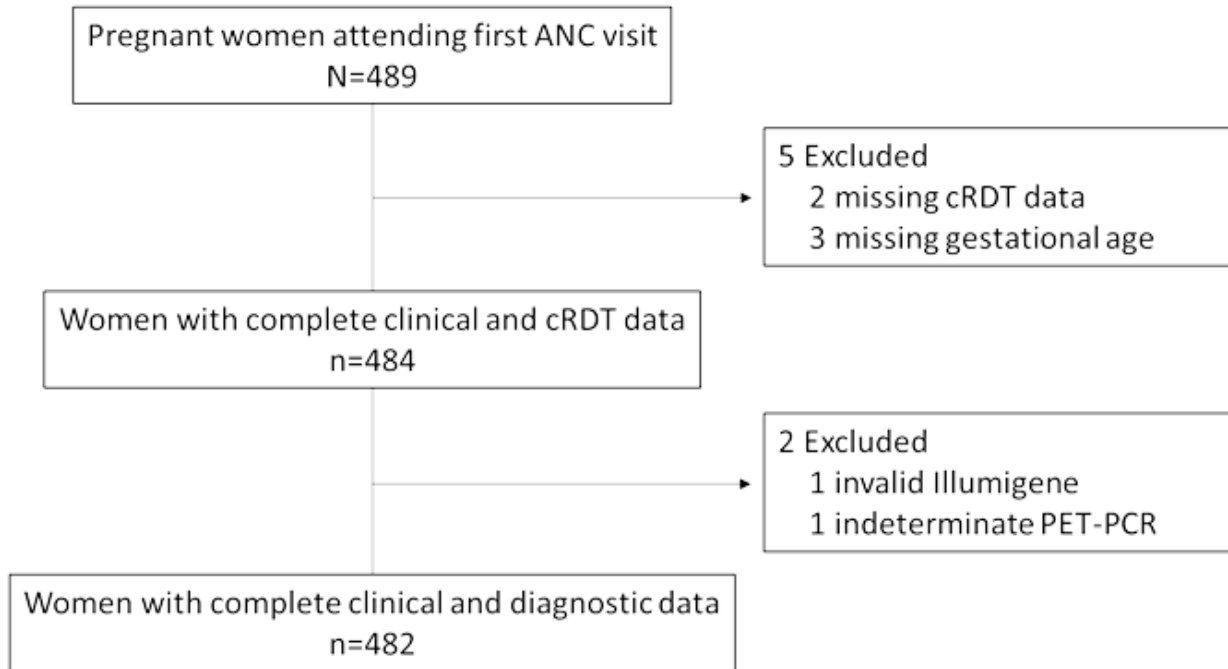 Pregnant women attending first ANC visit
N=489
5 Excluded
2 missing cRDT data
3 missing gestational age
Women with complete clinical and cRDT data
n=484
2 Excluded
1 invalid Illumigene
1 indeterminate PET-PCR
Women with complete clinical and diagnostic data
n=482